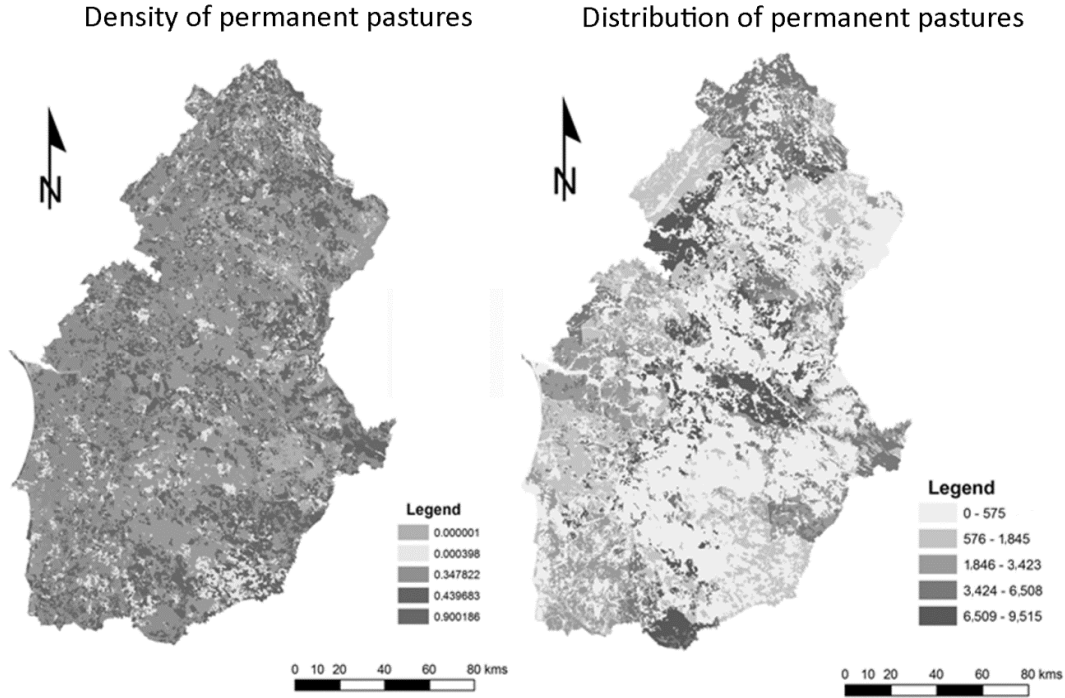 Density of permanent pastures
Distribution of permanent pastures
N
N
Legend
0.000001
0.000398
0.347822
0.439683
0.900186
0 10 20 40 60 80 kms
Legend
0 - 575
576 - 1,845
1.846 - 3.423
3,424 - 6,508
6,509 - 9,515
0 10 20 40 60 80 kms